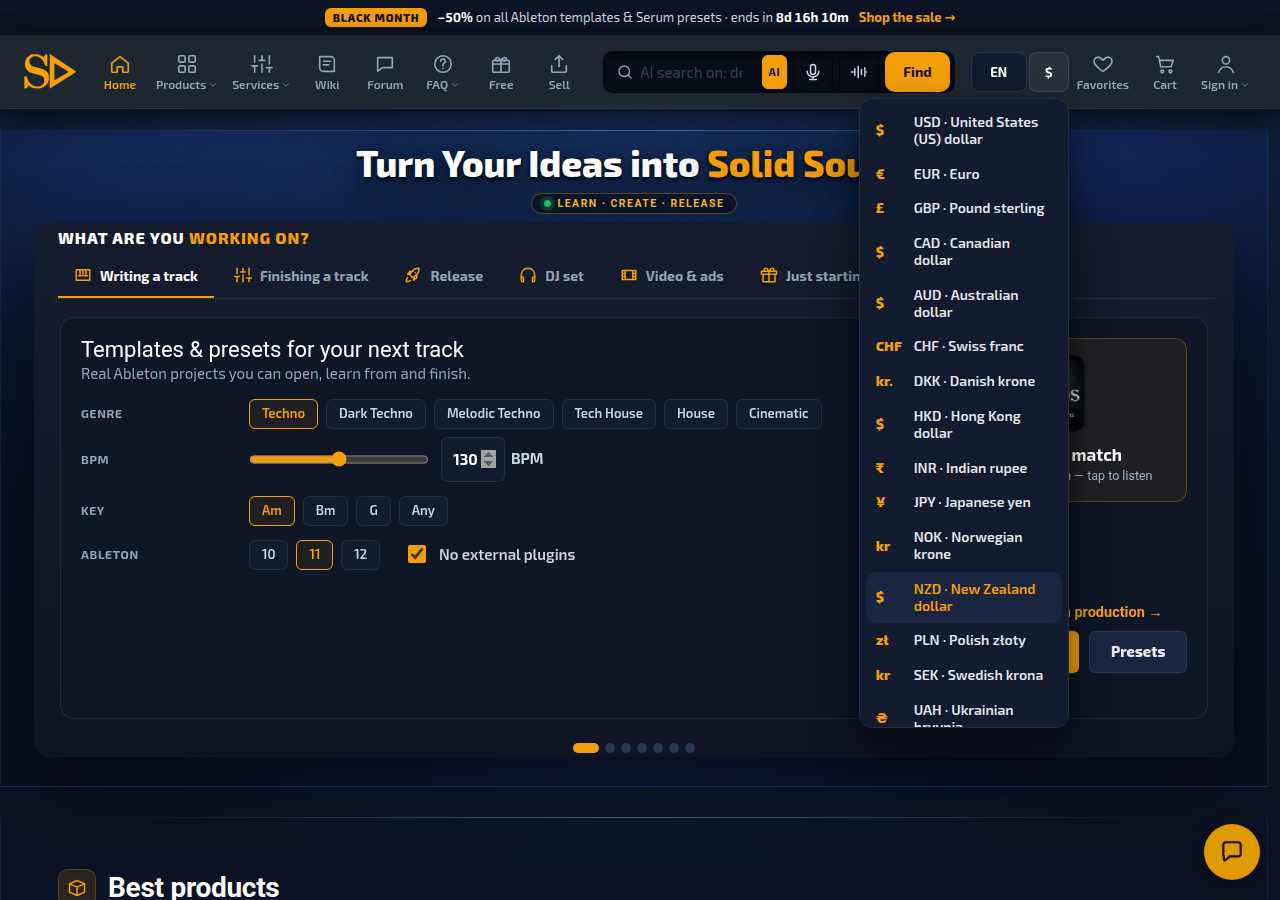 BLACK MONTH −50% on all Ableton templates & Serum presets · ends in 8d 16h 10m Shop the sale →
Home
Products
Services
Wiki
Forum
FAQ
Free
Sell
AI search on: dr
AI
Find
EN
$
Favorites
Cart
Sign in
Turn Your Ideas into Solid Sou
LEARN · CREATE · RELEASE
WHAT ARE YOU WORKING ON?
Writing a track
Finishing a track
Release
DJ set
Video & ads
Just startin
Templates & presets for your next track
Real Ableton projects you can open, learn from and finish.
GENRE
Techno
Dark Techno
Melodic Techno
Tech House
House
Cinematic
BPM
130
BPM
KEY
Am
Bm
G
Any
ABLETON
10
11
12
No external plugins
$ USD · United States
(US) dollar
€ EUR · Euro
£ GBP · Pound sterling
$ CAD · Canadian
dollar
$ AUD · Australian
dollar
CHF CHF · Swiss franc
kr. DKK · Danish krone
$ HKD · Hong Kong
dollar
₹ INR · Indian rupee
¥ JPY · Japanese yen
kr NOK · Norwegian
krone
$ NZD · New Zealand
dollar
zł PLN · Polish złoty
kr SEK · Swedish krona
₴ UAH · Ukrainian
match
— tap to listen
production →
Presets
Best products